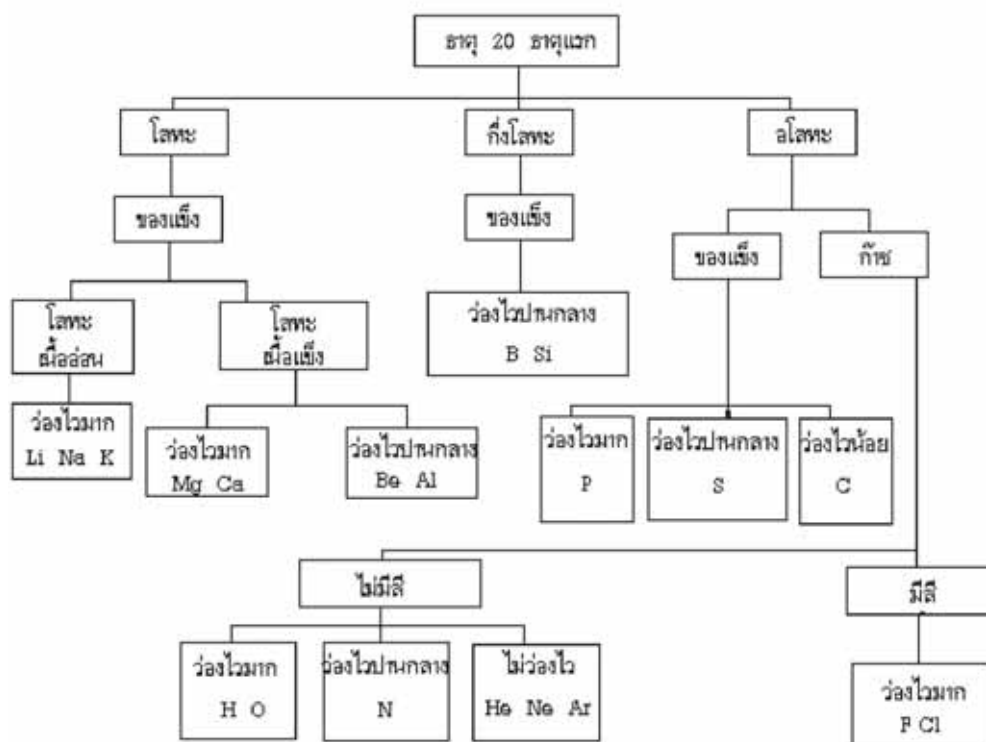 ธาตุ 20 ธาตุแรก
โลหะ
กึ่งโลหะ
อโลหะ
ของแข็ง
ของแข็ง
ของแข็ง
ก๊าซ
โลหะ
เนื้ออ่อน
โลหะ
เนื้อแข็ง
ว่องไวปานกลาง
B Si
ว่องไวมาก
Li Na K
ว่องไวมาก
Mg Ca
ว่องไวปานกลาง
Be Al
ว่องไวมาก
P
ว่องไวปานกลาง
S
ว่องไวน้อย
C
ไม่มีสี
มีสี
ว่องไวมาก
H O
ว่องไวปานกลาง
N
ไม่ว่องไว
He Ne Ar
ว่องไวมาก
F Cl